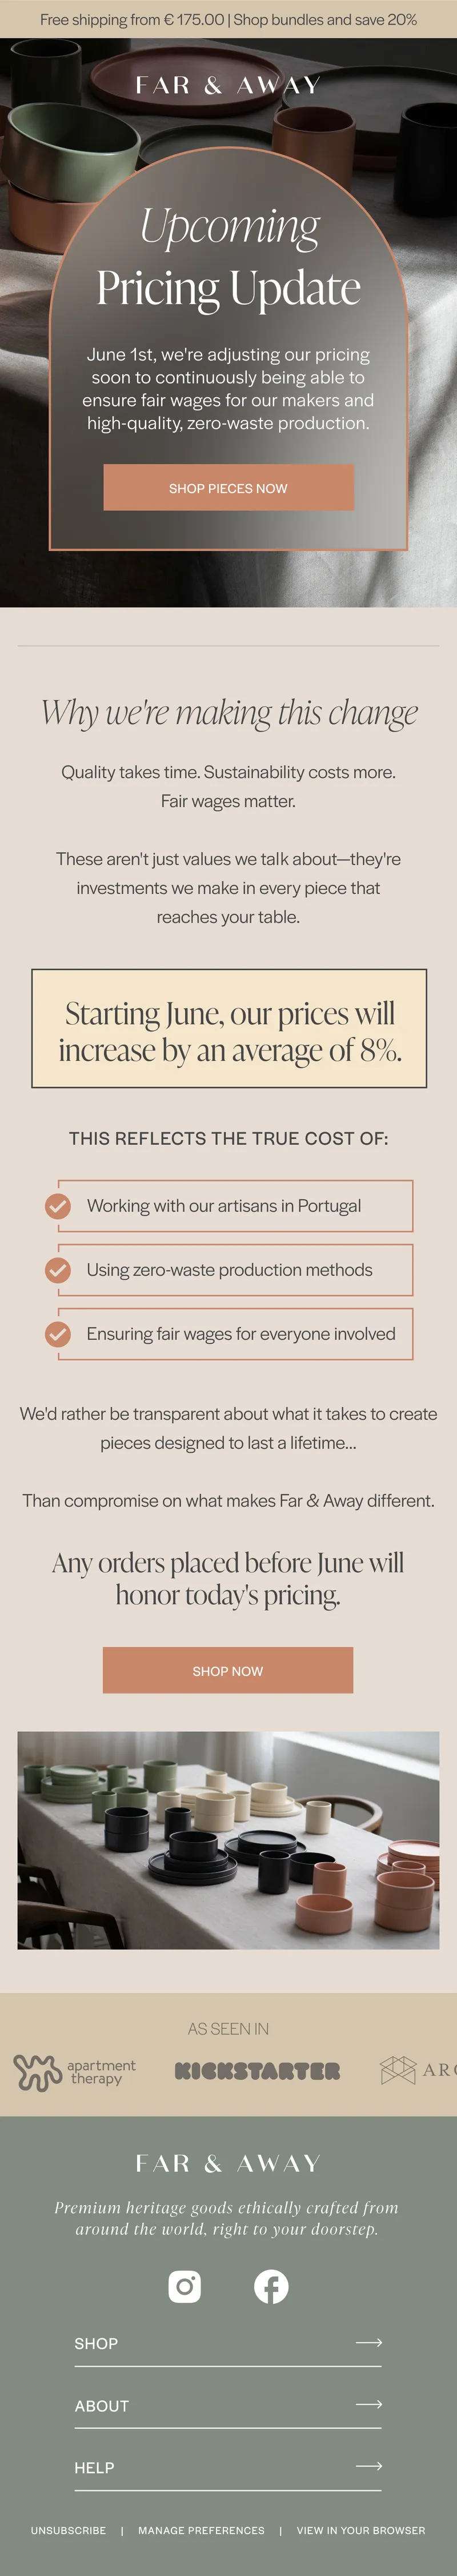 Free shipping from € 175.00 | Shop bundles and save 20%
FAR & AWAY
Upcoming
Pricing Update
June 1st, we're adjusting our pricing
soon to continuously being able to
ensure fair wages for our makers and
high-quality, zero-waste production.
SHOP PIECES NOW
Why we're making this change
Quality takes time. Sustainability costs more.
Fair wages matter.
These aren't just values we talk about—they're
investments we make in every piece that
reaches your table.
Starting June, our prices will
increase by an average of 8%.
THIS REFLECTS THE TRUE COST OF:
Working with our artisans in Portugal
Using zero-waste production methods
Ensuring fair wages for everyone involved
We'd rather be transparent about what it takes to create
pieces designed to last a lifetime...
Than compromise on what makes Far & Away different.
Any orders placed before June will
honor today's pricing.
SHOP NOW
AS SEEN IN
apartment
therapy
KICKSTARTER
FAR & AWAY
Premium heritage goods ethically crafted from
around the world, right to your doorstep.
SHOP
ABOUT
HELP
UNSUBSCRIBE | MANAGE PREFERENCES | VIEW IN YOUR BROWSER